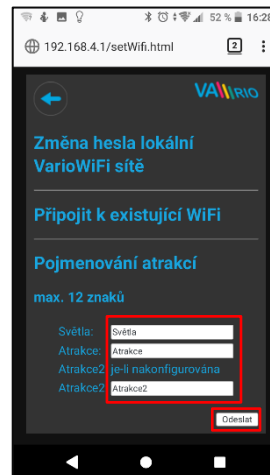 52 % 16:28
192.168.4.1/setWifi.html 2
VARIO
Změna hesla lokální
VarioWiFi sítě
Připojit k existující WiFi
Pojmenování atrakcí
max. 12 znaků
Světla: Světla
Atrakce: Atrakce
Atrakce2 je-li nakonfigurována
Atrakce2 Atrakce2
Odeslat